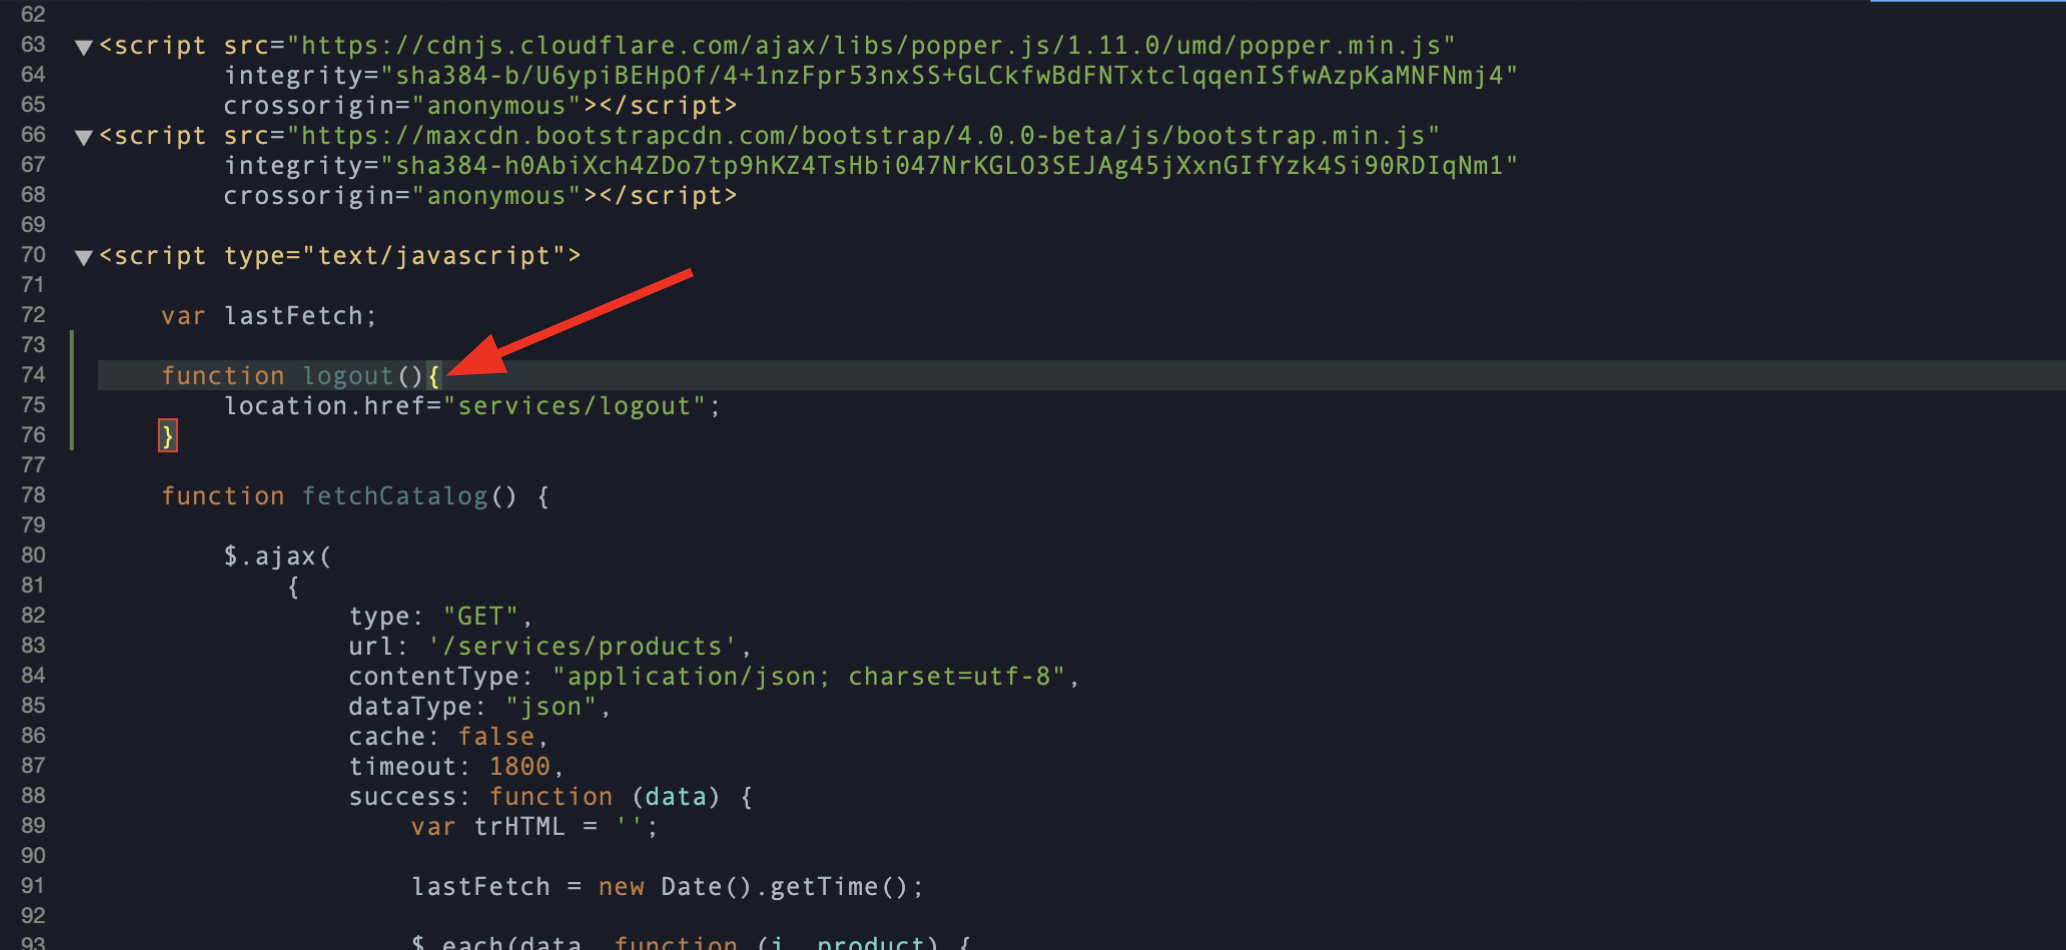 62
63 <script src="https://cdnjs.cloudflare.com/ajax/libs/popper.js/1.11.0/umd/popper.min.js"
64 integrity="sha384-b/U6ypiBEHpOf/4+1nzFpr53nxSS+GLCkfwBdFNTxtclqqenISfwAzpKaMNFNmj4"
65 crossorigin="anonymous"></script>
66 <script src="https://maxcdn.bootstrapcdn.com/bootstrap/4.0.0-beta/js/bootstrap.min.js"
67 integrity="sha384-h0AbiXch4ZDo7tp9hKZ4TsHbi047NrKGLO3SEJAg45jXxnGIfYzk4Si90RDIqNm1"
68 crossorigin="anonymous"></script>
69
70 <script type="text/javascript">
71
72 var lastFetch;
73
74 function logout(){
75 location.href="services/logout";
76 }
77
78 function fetchCatalog() {
79
80 $.ajax(
81 {
82 type: "GET",
83 url: '/services/products',
84 contentType: "application/json; charset=utf-8",
85 dataType: "json",
86 cache: false,
87 timeout: 1800,
88 success: function (data) {
89 var trHTML = '';
90
91 lastFetch = new Date().getTime();
92
93 $.each(data, function (i, product) {